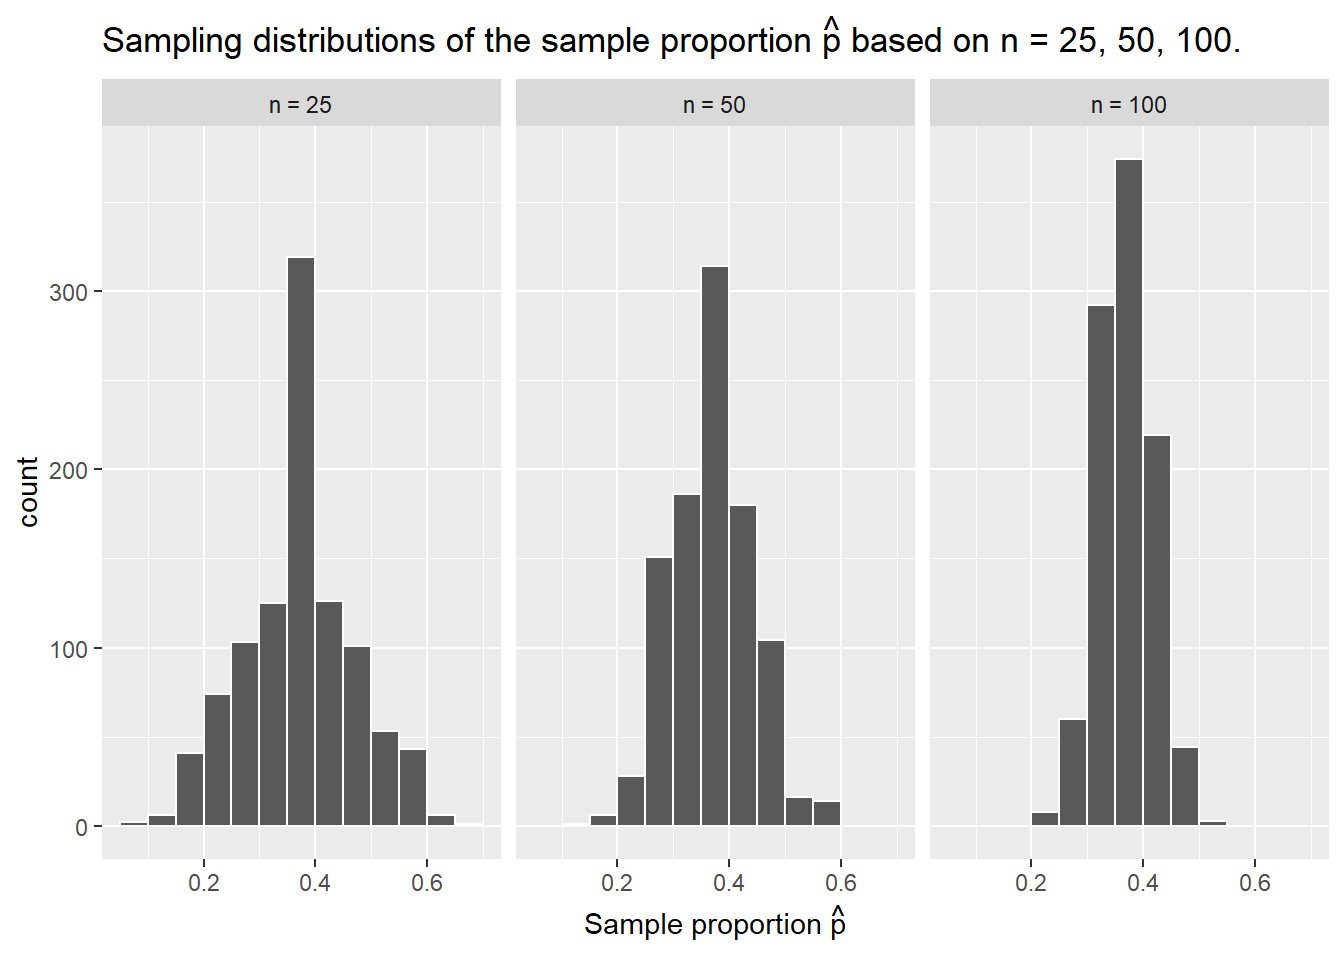 Sampling distributions of the sample proportion p̂ based on n = 25, 50, 100.
n = 25 n = 50 n = 100
300
200
100
0
count
0.2 0.4 0.6 0.2 0.4 0.6 0.2 0.4 0.6
Sample proportion p̂